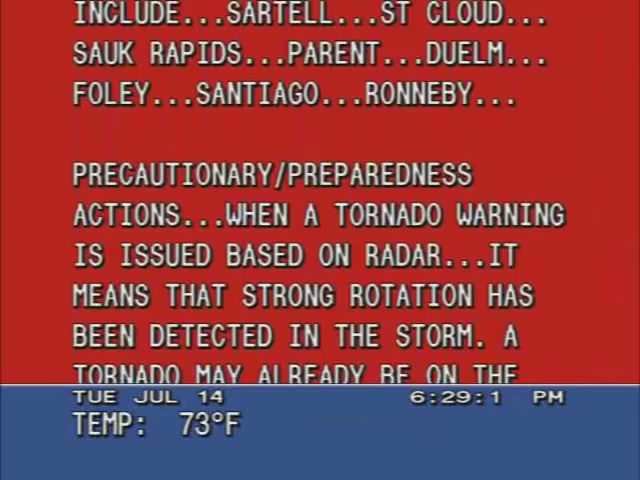 INCLUDE...SARTELL...ST CLOUD...
SAUK RAPIDS...PARENT...DUELM...
FOLEY...SANTIAGO...RONNEBY...
PRECAUTIONARY/PREPAREDNESS
ACTIONS...WHEN A TORNADO WARNING
IS ISSUED BASED ON RADAR...IT
MEANS THAT STRONG ROTATION HAS
BEEN DETECTED IN THE STORM. A
TORNADO MAY ALREADY BE ON THE
TUE JUL 14 6:29:1 PM
TEMP: 73°F